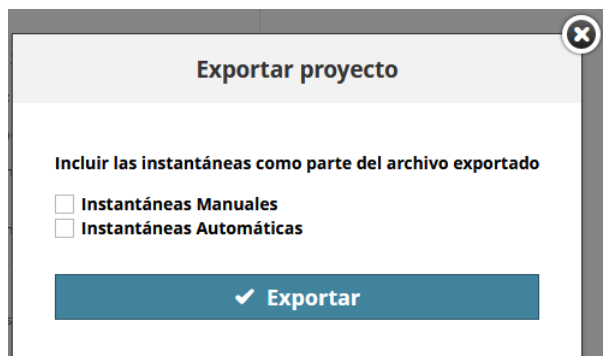 Exportar proyecto
Incluir las instantáneas como parte del archivo exportado
Instantáneas Manuales
Instantáneas Automáticas
Exportar